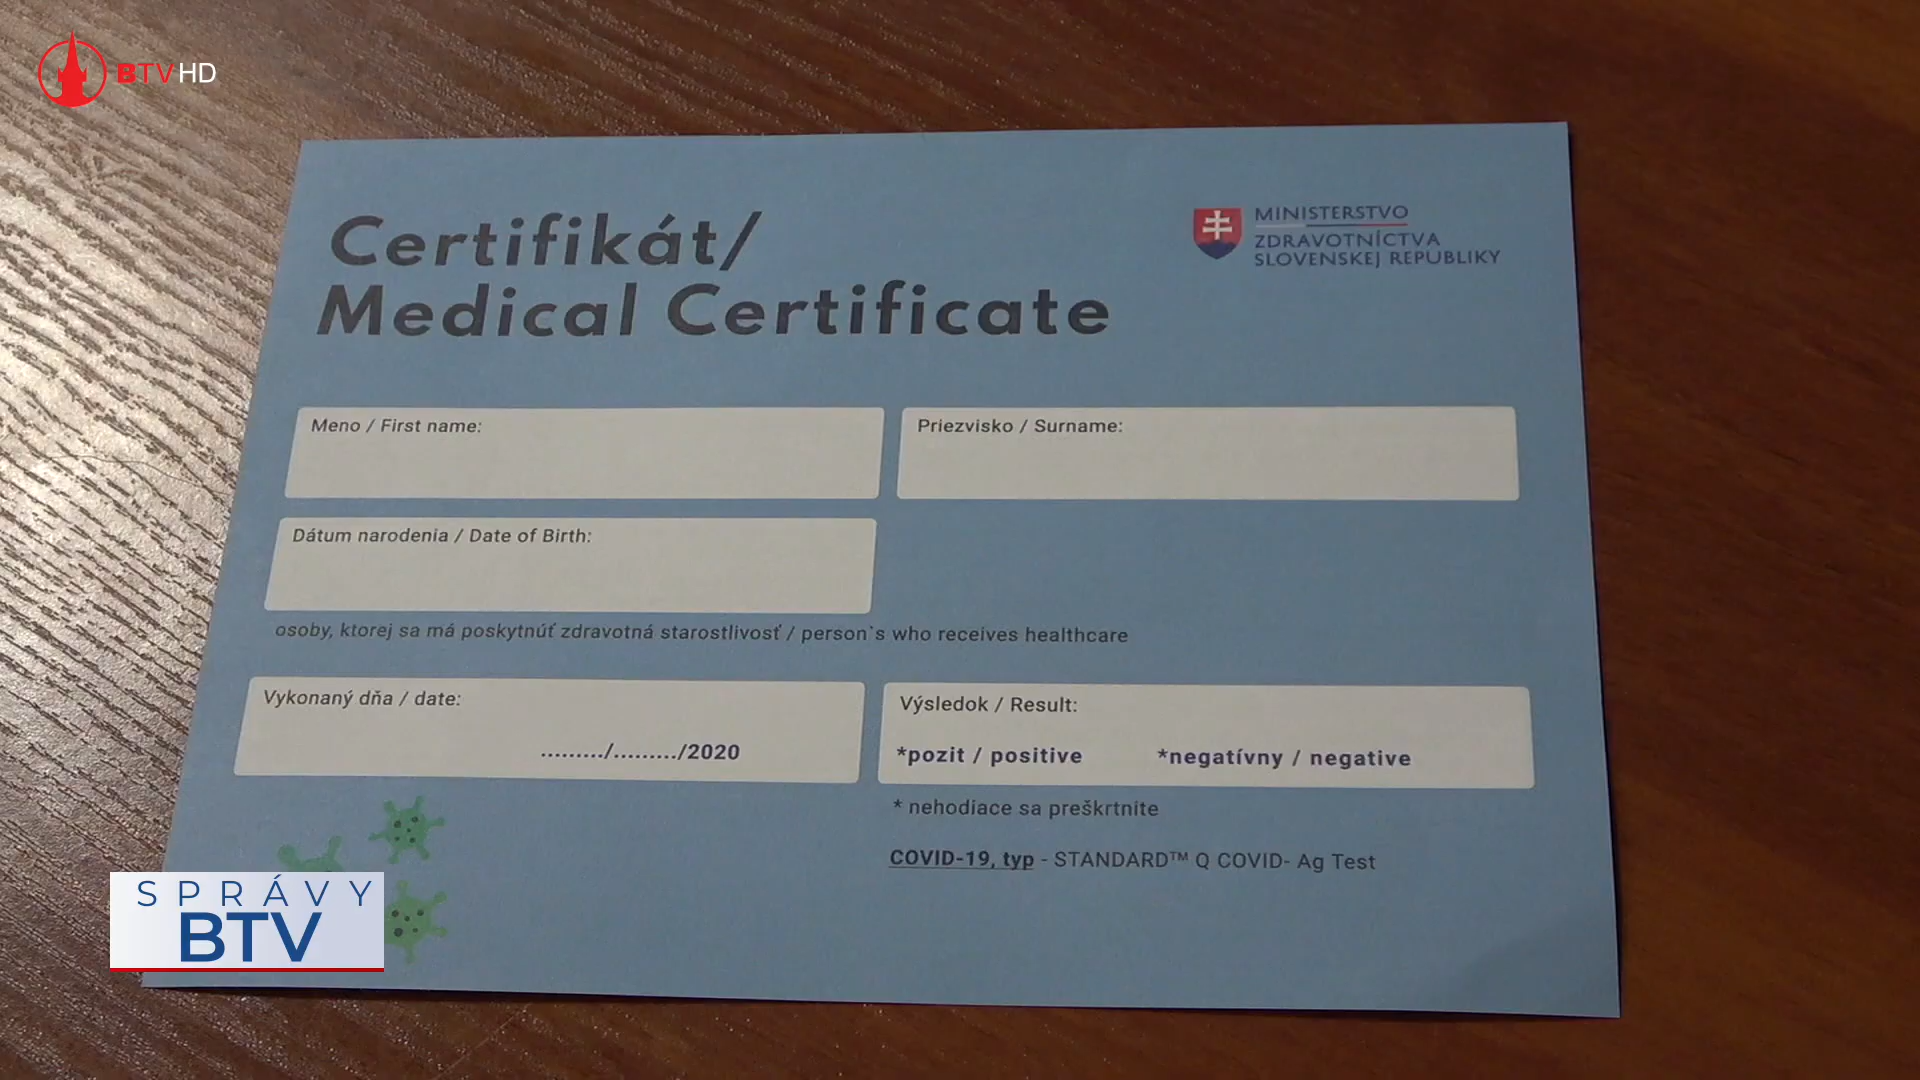 BTV HD
Certifikát/
Medical Certificate
MINISTERSTVO
ZDRAVOTNÍCTVA
SLOVENSKEJ REPUBLIKY
Meno / First name:
Priezvisko / Surname:
Dátum narodenia / Date of Birth:
osoby, ktorej sa má poskytnúť zdravotná starostlivosť / person`s who receives healthcare
Vykonaný dňa / date:
........./........./2020
Výsledok / Result:
*pozit / positive *negatívny / negative
* nehodiace sa preškrtnite
COVID-19, typ - STANDARD™ Q COVID- Ag Test
SPRÁVY
BTV